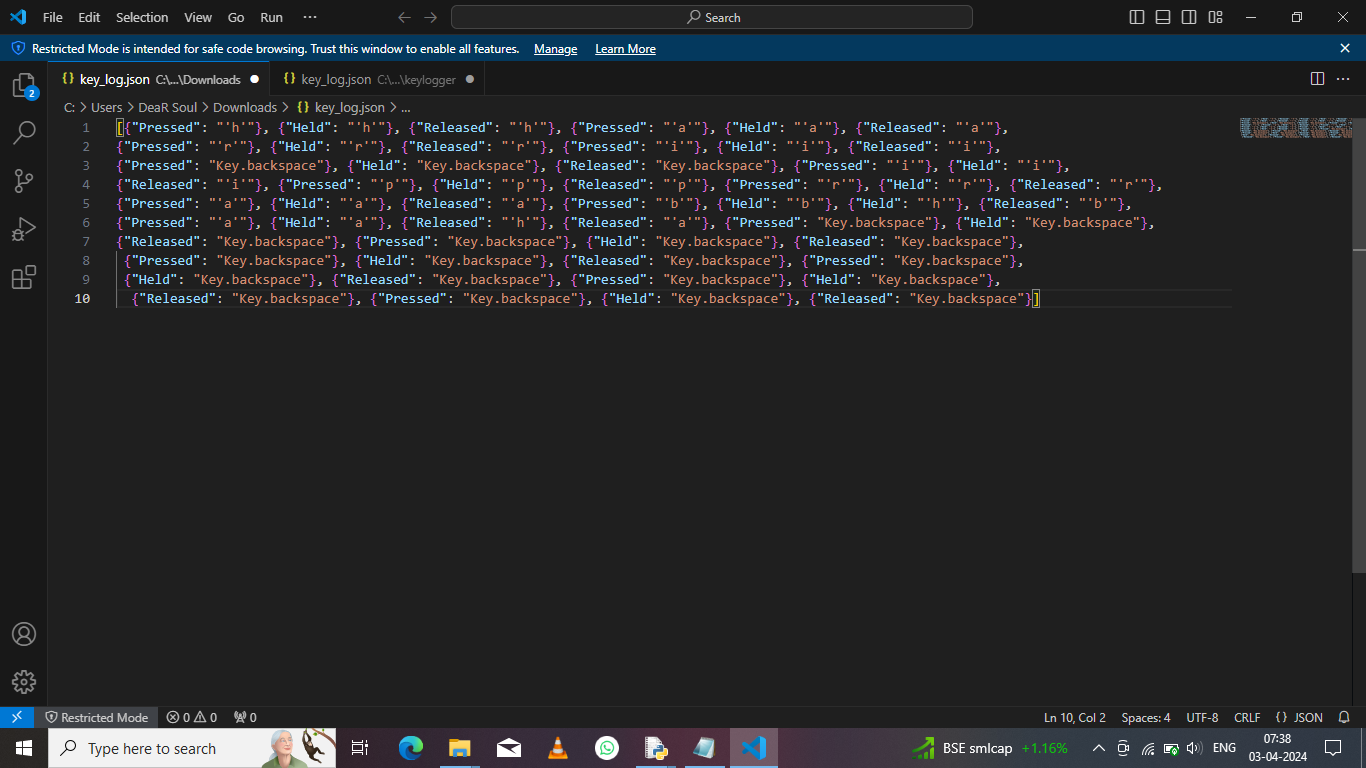 File Edit Selection View Go Run ··· Search
Restricted Mode is intended for safe code browsing. Trust this window to enable all features. Manage Learn More
key_log.json C:\...\Downloads key_log.json C:\...\keylogger
2
C: > Users > DeaR Soul > Downloads > {} key_log.json > ...
1 [{"Pressed": "'h'"}, {"Held": "'h'"}, {"Released": "'h'"}, {"Pressed": "'a'"}, {"Held": "'a'"}, {"Released": "'a'"},
2 {"Pressed": "'r'"}, {"Held": "'r'"}, {"Released": "'r'"}, {"Pressed": "'i'"}, {"Held": "'i'"}, {"Released": "'i'"},
3 {"Pressed": "Key.backspace"}, {"Held": "Key.backspace"}, {"Released": "Key.backspace"}, {"Pressed": "'i'"}, {"Held": "'i'"},
4 {"Released": "'i'"}, {"Pressed": "'p'"}, {"Held": "'p'"}, {"Released": "'p'"}, {"Pressed": "'r'"}, {"Held": "'r'"}, {"Released": "'r'"},
5 {"Pressed": "'a'"}, {"Held": "'a'"}, {"Released": "'a'"}, {"Pressed": "'b'"}, {"Held": "'b'"}, {"Held": "'h'"}, {"Released": "'b'"},
6 {"Pressed": "'a'"}, {"Held": "'a'"}, {"Released": "'h'"}, {"Released": "'a'"}, {"Pressed": "Key.backspace"}, {"Held": "Key.backspace"},
7 {"Released": "Key.backspace"}, {"Pressed": "Key.backspace"}, {"Held": "Key.backspace"}, {"Released": "Key.backspace"},
8 {"Pressed": "Key.backspace"}, {"Held": "Key.backspace"}, {"Released": "Key.backspace"}, {"Pressed": "Key.backspace"},
9 {"Held": "Key.backspace"}, {"Released": "Key.backspace"}, {"Pressed": "Key.backspace"}, {"Held": "Key.backspace"},
10 {"Released": "Key.backspace"}, {"Pressed": "Key.backspace"}, {"Held": "Key.backspace"}, {"Released": "Key.backspace"}]
Restricted Mode 0 0 0 Ln 10, Col 2 Spaces: 4 UTF-8 CRLF {} JSON
Type here to search BSE smlcap +1.16% ENG 07:38
03-04-2024